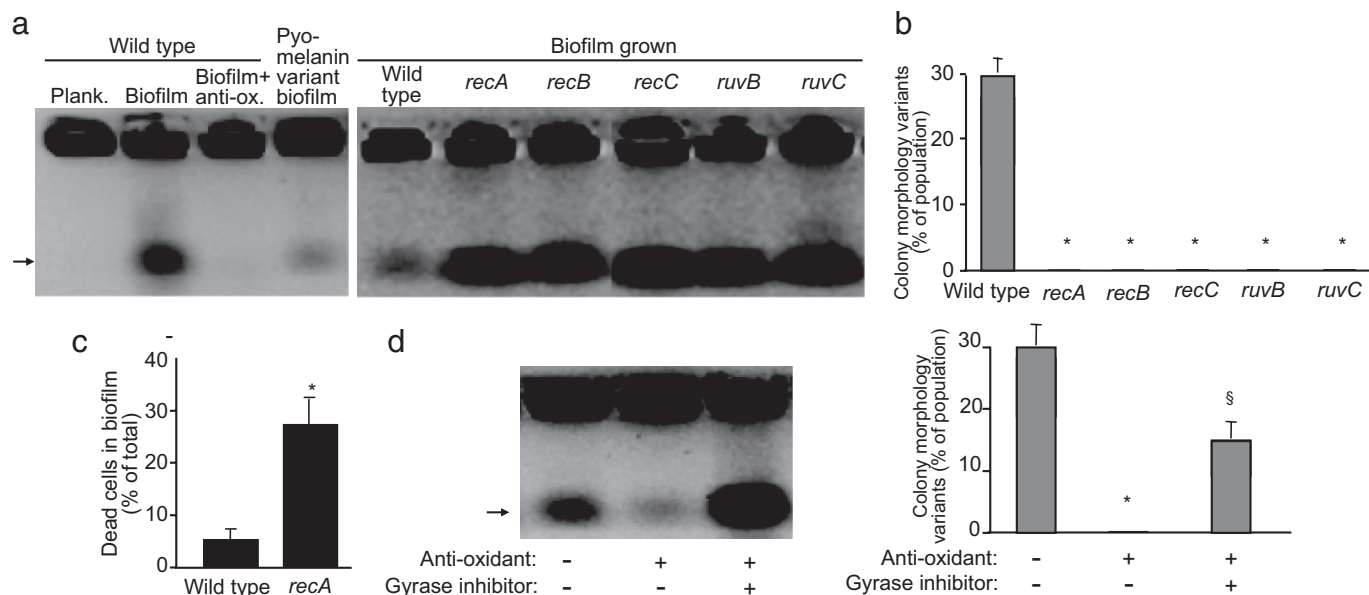 a
Wild type
Plank.
Biofilm
Biofilm+
anti-ox.
Pyo-
melanin
variant
biofilm
Biofilm grown
Wild
type
recA
recB
recC
ruvB
ruvC
b
Colony morphology variants
(% of population)
30
20
10
0
* * * * *
Wild type recA recB recC ruvB ruvC
c
Dead cells in biofilm
(% of total)
-
40
30
20
10
0
*
Wild type recA
d
Anti-oxidant: - + +
Gyrase inhibitor: - - +
Colony morphology
variants (% of population)
30
20
10
0
*
§
Anti-oxidant: - + +
Gyrase inhibitor: - - +